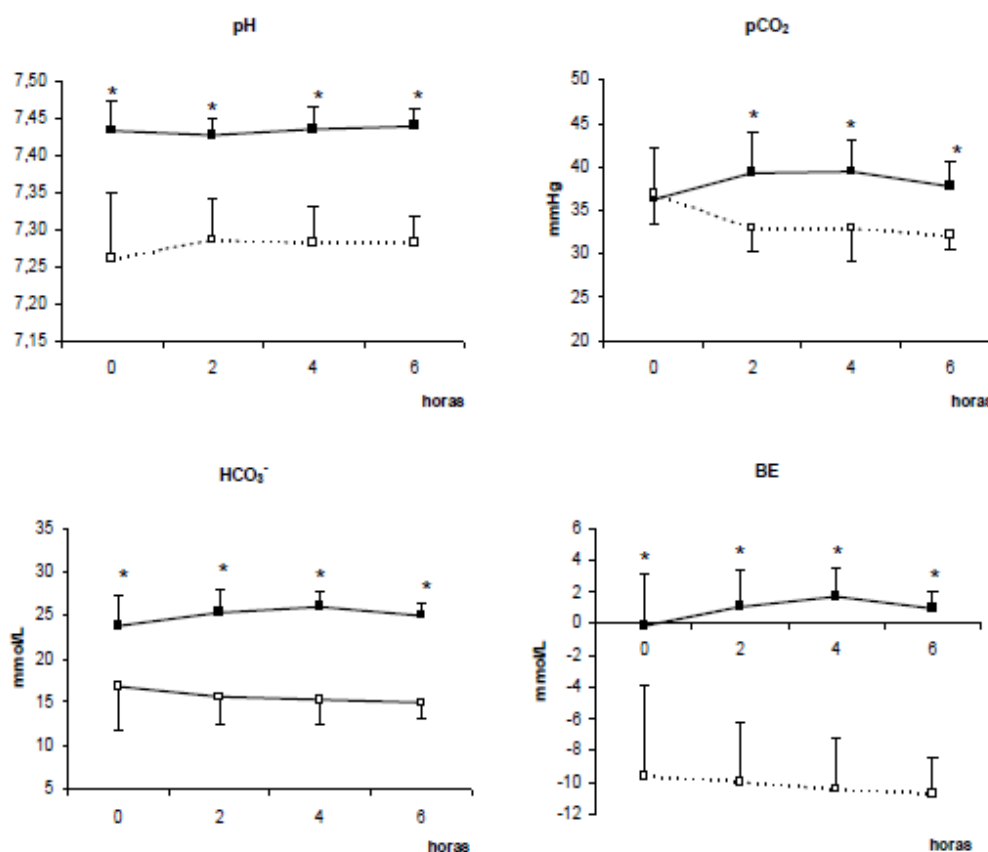 pH
7,50
7,45
7,40
7,35
7,30
7,25
7,20
7,15
* * * *
0 2 4 6
horas
pCO₂
50
45
40
35
30
25
20
mmHg
* * *
0 2 4 6
horas
HCO₃⁻
35
30
25
20
15
10
5
mmol/L
* * * *
0 2 4 6
horas
BE
6
4
2
0
-2
-4
-6
-8
-10
-12
mmol/L
* * * *
0 2 4 6
horas